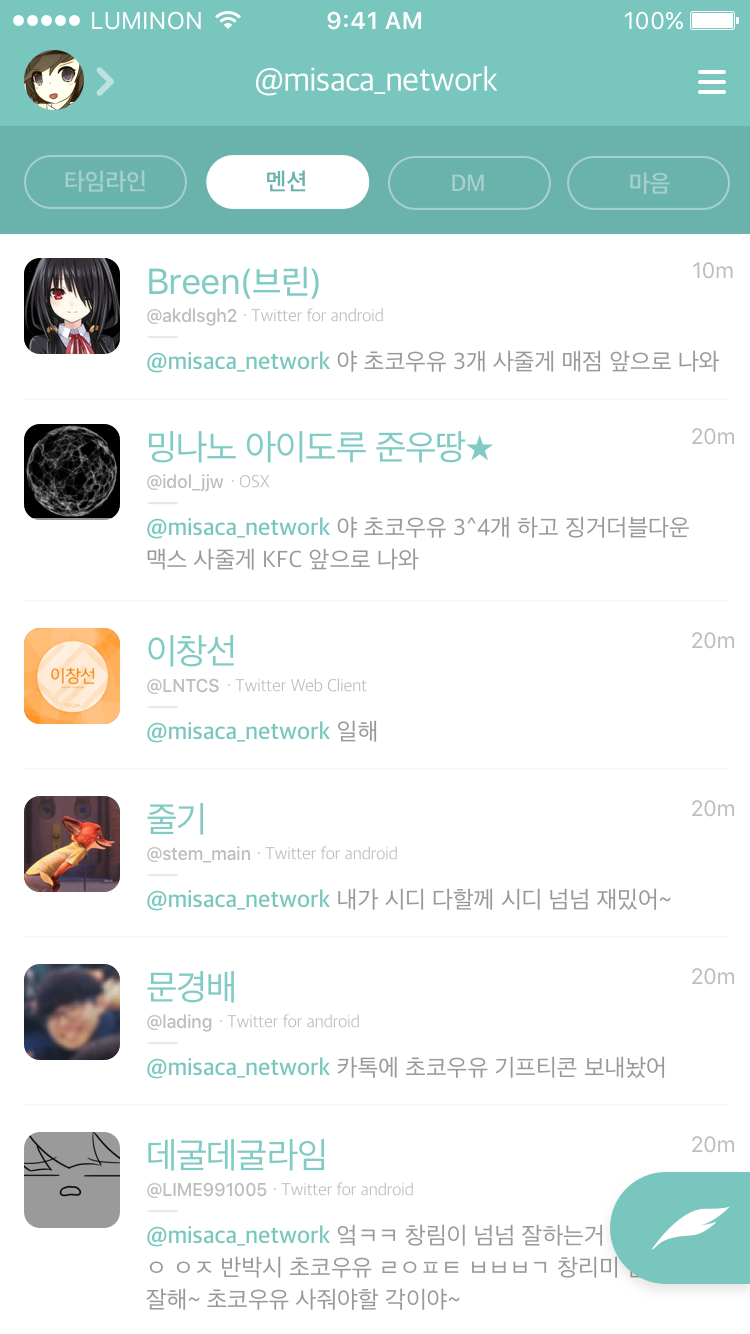 LUMINON 9:41 AM 100%
@misaca_network
타임라인 멘션 DM 마음
Breen(브린) 10m
@akdlsgh2 · Twitter for android
@misaca_network 야 초코우유 3개 사줄게 매점 앞으로 나와
밍나노 아이도루 준우땅★ 20m
@idol_jjw · OSX
@misaca_network 야 초코우유 3^4개 하고 징거더블다운
맥스 사줄게 KFC 앞으로 나와
이창선
이창선 20m
@LNTCS · Twitter Web Client
@misaca_network 일해
줄기 20m
@stem_main · Twitter for android
@misaca_network 내가 시디 다할께 시디 넘넘 재밌어~
문경배 20m
@lading · Twitter for android
@misaca_network 카톡에 초코우유 기프티콘 보내놨어
데굴데굴라임 20m
@LIME991005 · Twitter for android
@misaca_network 엌ㅋㅋ 창림이 넘넘 잘하는거
ㅇ ㅇㅈ 반박시 초코우유 ㄹㅇㅍㅌ ㅂㅂㅂㄱ 창리미
잘해~ 초코우유 사줘야할 각이야~